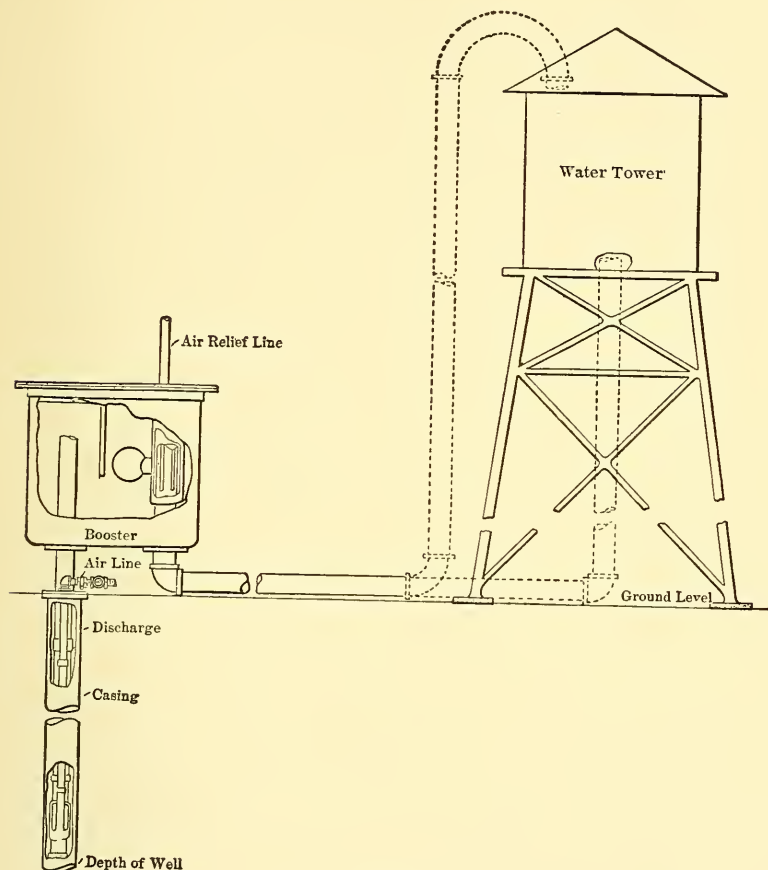 Water Tower
Air Relief Line
Booster
Air Line
Ground Level
Discharge
Casing
Depth of Well